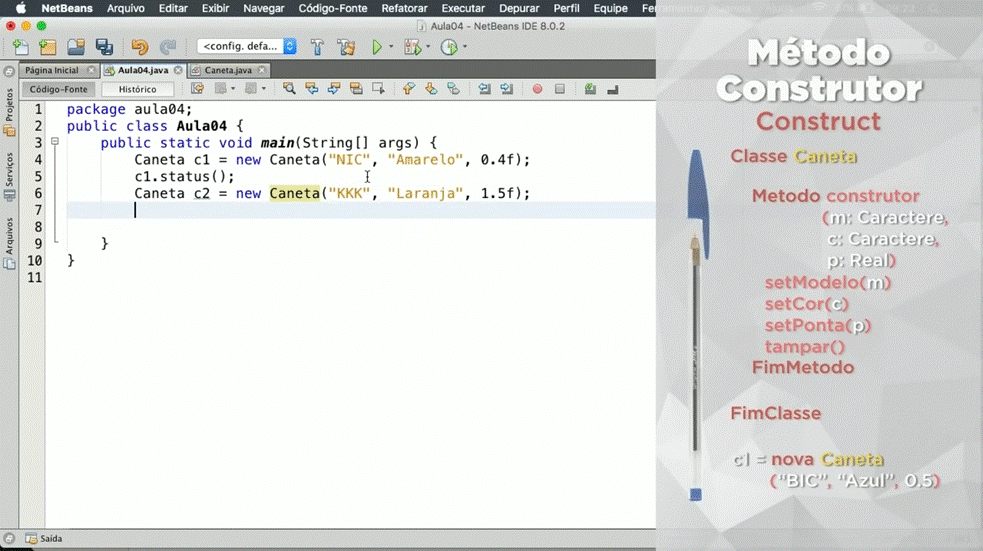 NetBeans Arquivo Editar Exibir Navegar Código-Fonte Refatorar Executar Depurar Perfil Equipe
Aula04 - NetBeans IDE 8.0.2
<config. defa...
Página Inicial Aula04.java Caneta.java
Código-Fonte Histórico
Projetos
Serviços
Arquivos
1 package aula04;
2 public class Aula04 {
3 public static void main(String[] args) {
4 Caneta c1 = new Caneta("NIC", "Amarelo", 0.4f);
5 c1.status();
6 Caneta c2 = new Caneta("KKK", "Laranja", 1.5f);
7
8
9 }
10 }
11
Saída
Método
Construtor
Construct
Classe Caneta
Metodo construtor
(m: Caractere,
c: Caractere,
p: Real)
setModelo(m)
setCor(c)
setPonta(p)
tampar()
FimMetodo
FimClasse
c1 = nova Caneta
("BIC", "Azul", 0.5)